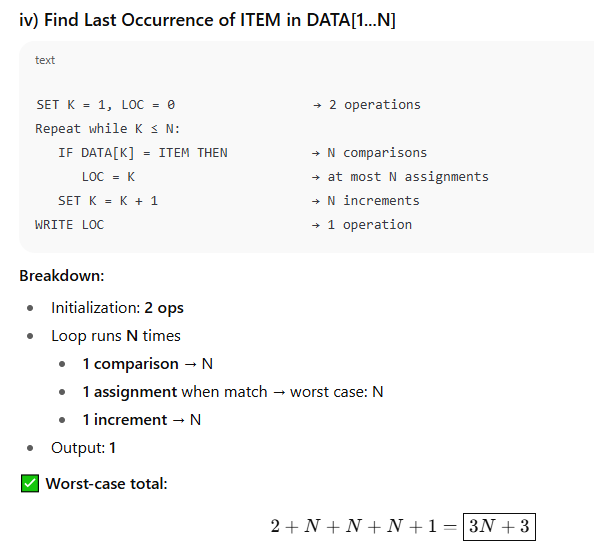 iv) Find Last Occurrence of ITEM in DATA[1...N]
text
SET K = 1, LOC = 0 → 2 operations
Repeat while K ≤ N:
IF DATA[K] = ITEM THEN → N comparisons
LOC = K → at most N assignments
SET K = K + 1 → N increments
WRITE LOC → 1 operation
Breakdown:
• Initialization: 2 ops
• Loop runs N times
• 1 comparison → N
• 1 assignment when match → worst case: N
• 1 increment → N
• Output: 1
✅ Worst-case total:
2 + N + N + N + 1 = 3N + 3